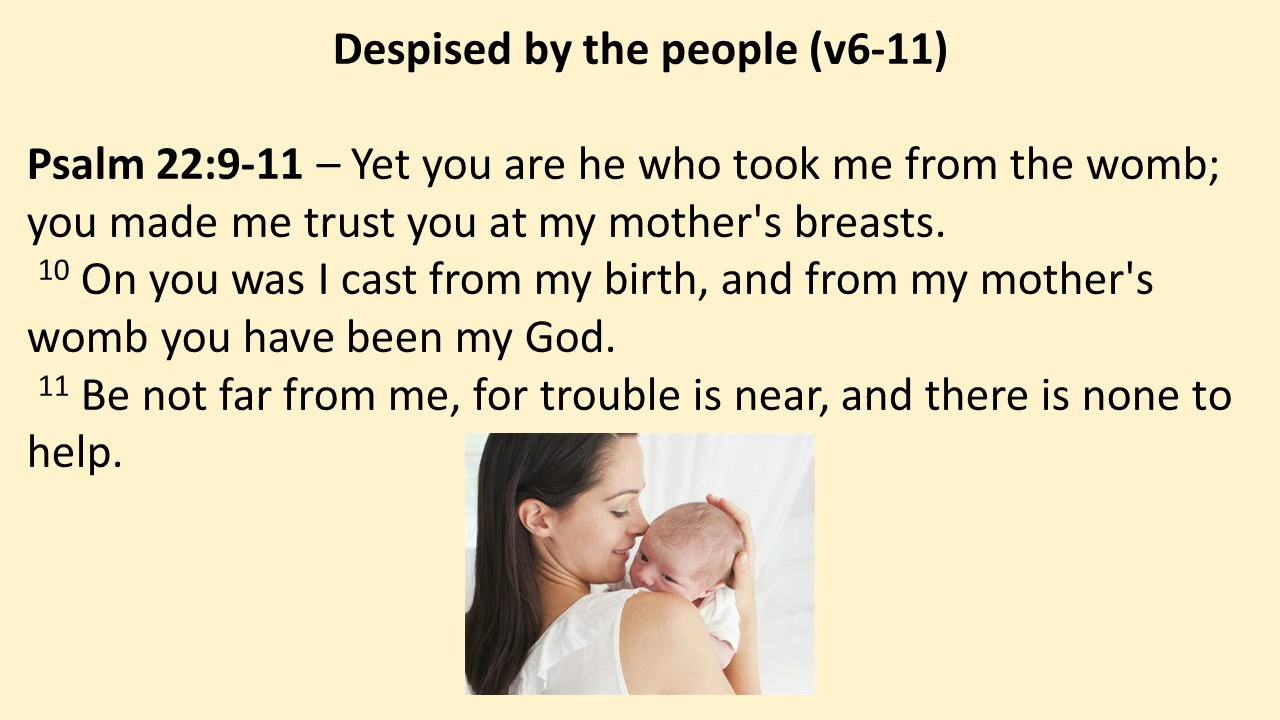 Despised by the people (v6-11)
Psalm 22:9-11 – Yet you are he who took me from the womb;
you made me trust you at my mother's breasts.
10 On you was I cast from my birth, and from my mother's
womb you have been my God.
11 Be not far from me, for trouble is near, and there is none to
help.